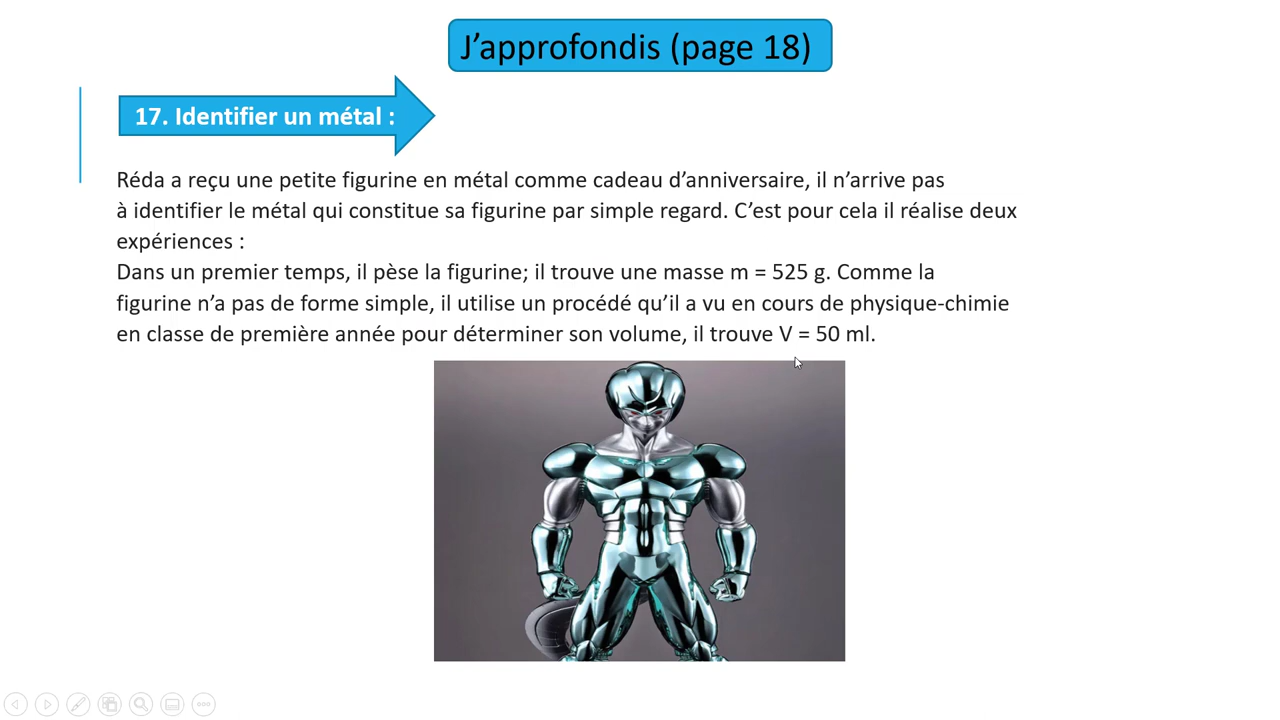 J’approfondis (page 18)
17. Identifier un métal :
Réda a reçu une petite figurine en métal comme cadeau d’anniversaire, il n’arrive pas
à identifier le métal qui constitue sa figurine par simple regard. C’est pour cela il réalise deux
expériences :
Dans un premier temps, il pèse la figurine; il trouve une masse m = 525 g. Comme la
figurine n’a pas de forme simple, il utilise un procédé qu’il a vu en cours de physique-chimie
en classe de première année pour déterminer son volume, il trouve V = 50 ml.